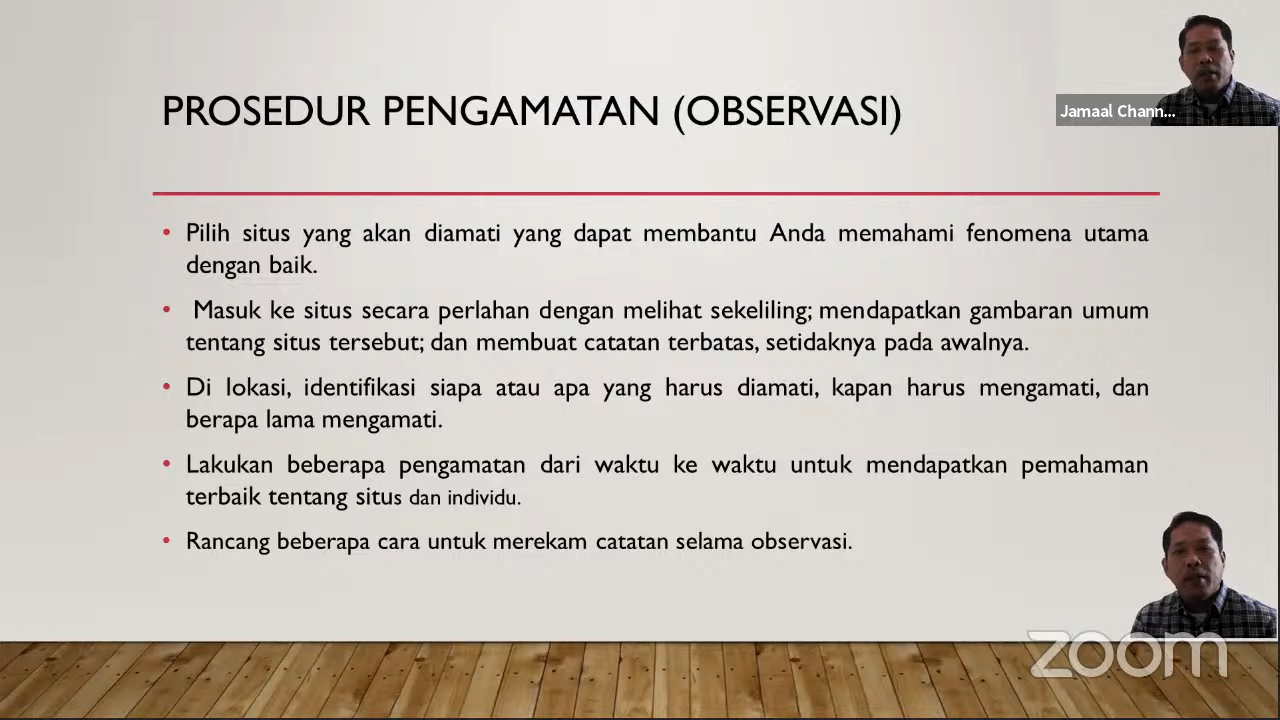 PROSEDUR PENGAMATAN (OBSERVASI)
Jamaal Chann...
• Pilih situs yang akan diamati yang dapat membantu Anda memahami fenomena utama
dengan baik.
• Masuk ke situs secara perlahan dengan melihat sekeliling; mendapatkan gambaran umum
tentang situs tersebut; dan membuat catatan terbatas, setidaknya pada awalnya.
• Di lokasi, identifikasi siapa atau apa yang harus diamati, kapan harus mengamati, dan
berapa lama mengamati.
• Lakukan beberapa pengamatan dari waktu ke waktu untuk mendapatkan pemahaman
terbaik tentang situs dan individu.
• Rancang beberapa cara untuk merekam catatan selama observasi.
zoom